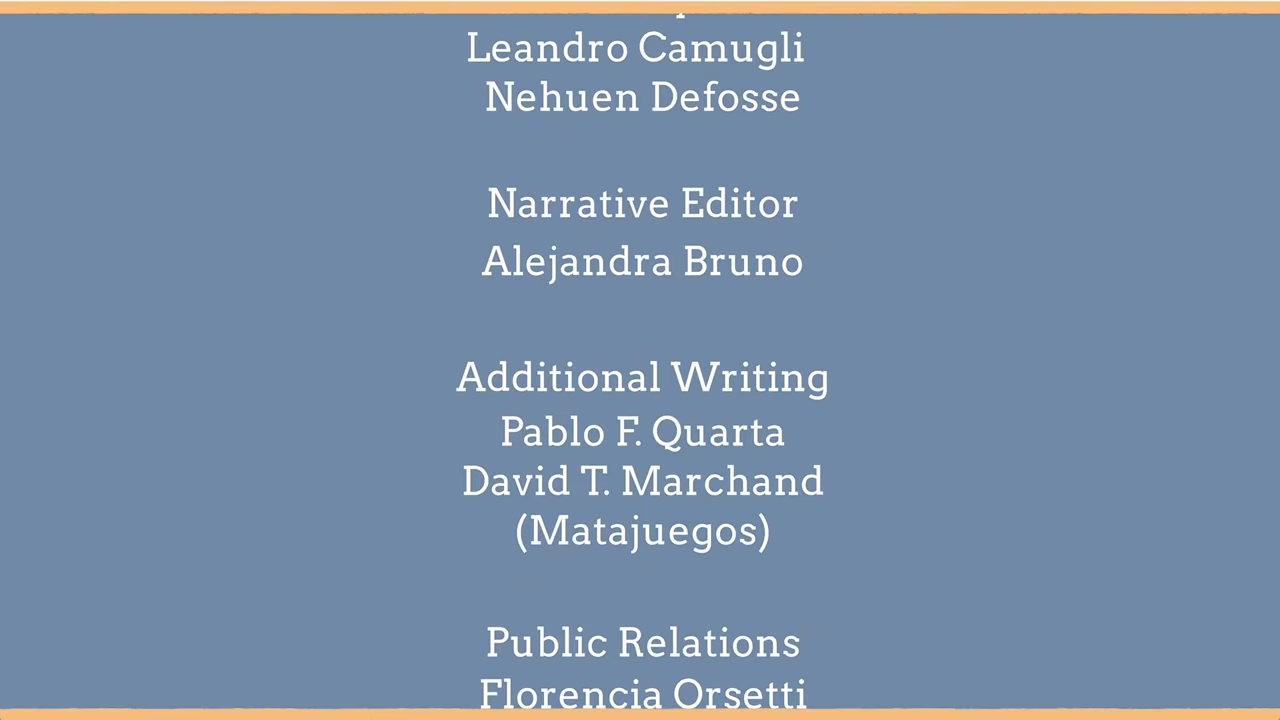 Leandro Camugli
Nehuen Defosse
Narrative Editor
Alejandra Bruno
Additional Writing
Pablo F. Quarta
David T. Marchand
(Matajuegos)
Public Relations
Florencia Orsetti